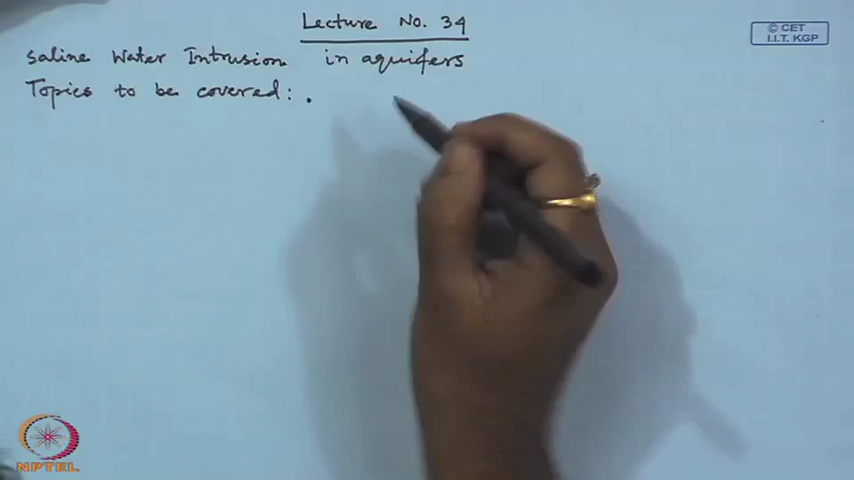 Lecture No. 34
© CET
I.I.T. KGP
Saline Water Intrusion in aquifers
Topics to be covered: .
NPTEL